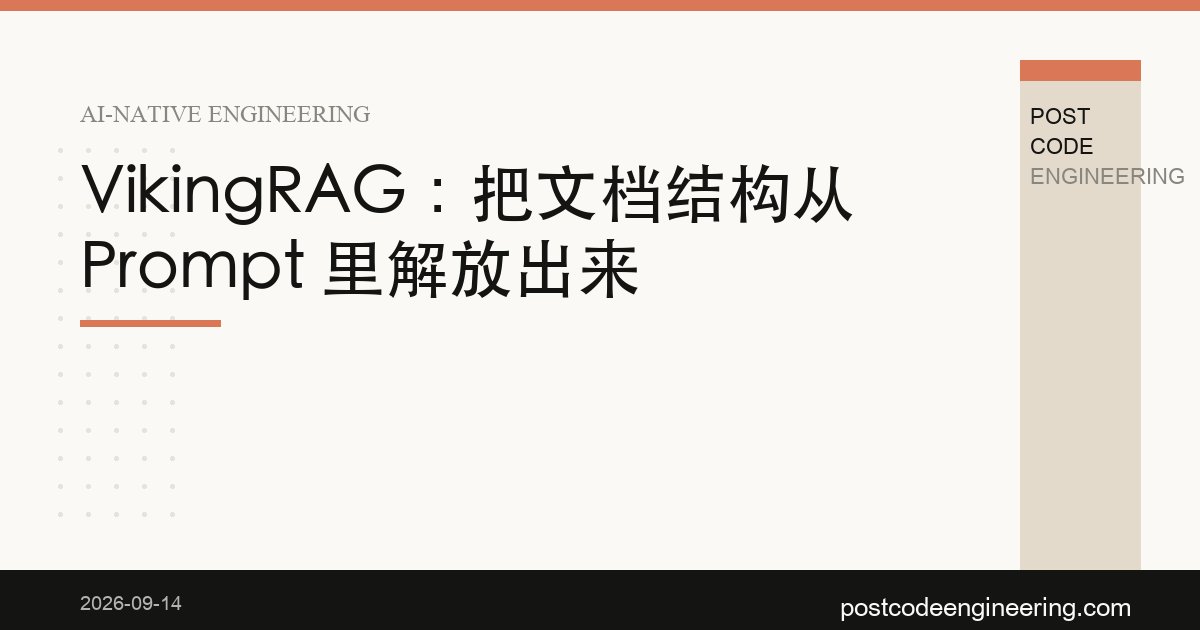 AI-NATIVE ENGINEERING
VikingRAG：把文档结构从
Prompt 里解放出来
POST
CODE
ENGINEERING
2026-09-14
postcodeengineering.com